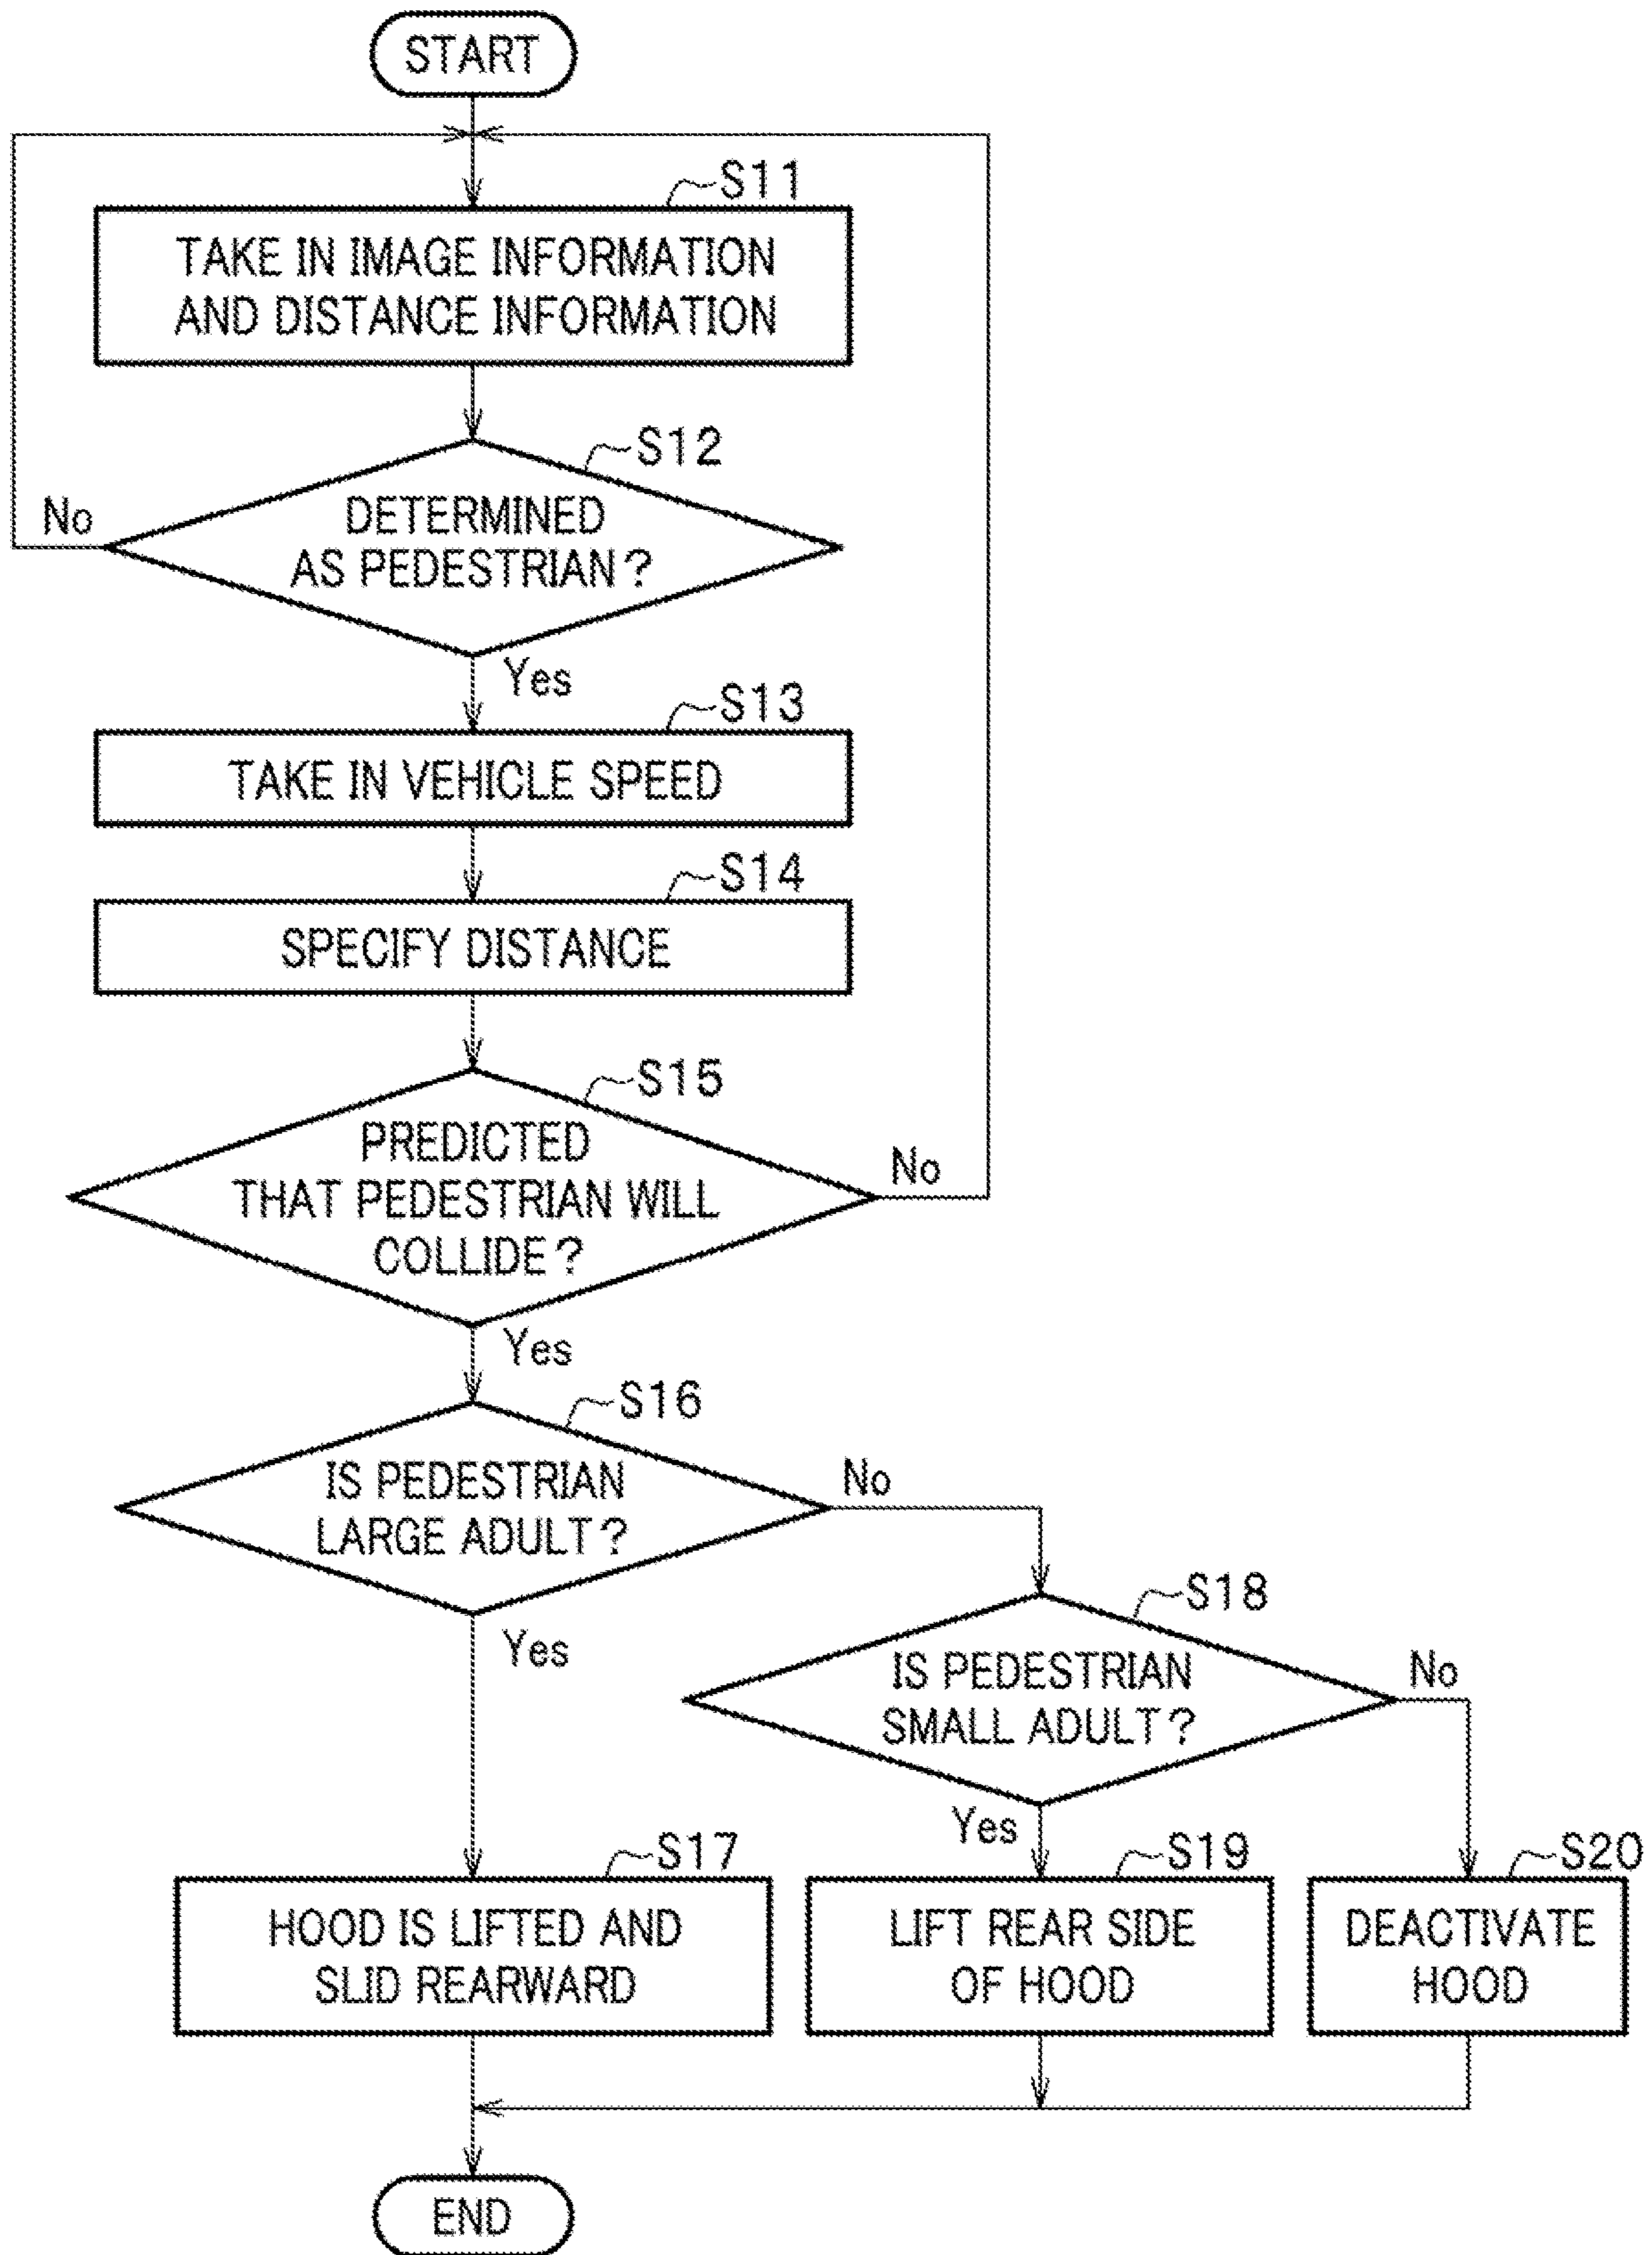 START
S11
TAKE IN IMAGE INFORMATION
AND DISTANCE INFORMATION
S12
DETERMINED
AS PEDESTRIAN?
No
Yes
S13
TAKE IN VEHICLE SPEED
S14
SPECIFY DISTANCE
S15
PREDICTED
THAT PEDESTRIAN WILL
COLLIDE?
No
Yes
S16
IS PEDESTRIAN
LARGE ADULT?
No
Yes
S18
IS PEDESTRIAN
SMALL ADULT?
No
Yes
S17
HOOD IS LIFTED AND
SLID REARWARD
S19
LIFT REAR SIDE
OF HOOD
S20
DEACTIVATE
HOOD
END